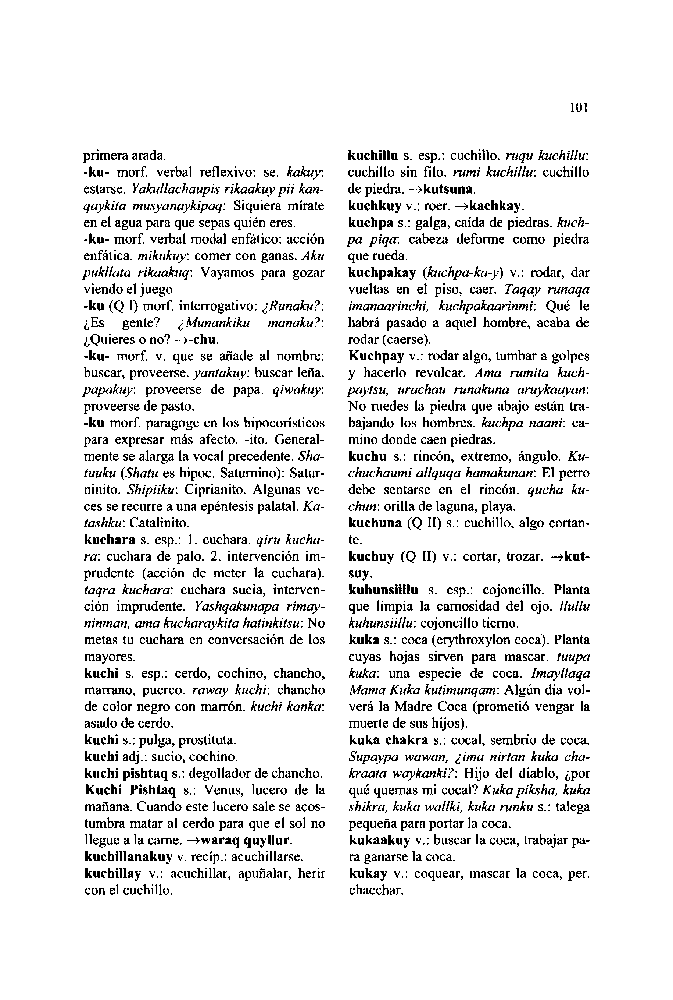 101
primera arada.
-ku- morf. verbal reflexivo: se. kakuy:
estarse. Yakullachaupis rikaakuy pii kan-
qaykita musyanaykipaq: Siquiera mírate
en el agua para que sepas quién eres.
-ku- morf. verbal modal enfático: acción
enfática. mikukuy: comer con ganas. Aku
pukllata rikaakuq: Vayamos para gozar
viendo el juego
-ku (Q I) morf. interrogativo: ¿Runaku?:
¿Es gente? ¿Munankiku manaku?:
¿Quieres o no? →-chu.
-ku- morf. v. que se añade al nombre:
buscar, proveerse. yantakuy: buscar leña.
papakuy: proveerse de papa. qiwakuy:
proveerse de pasto.
-ku morf. paragoge en los hipocorísticos
para expresar más afecto. -ito. General-
mente se alarga la vocal precedente. Sha-
tuuku (Shatu es hipoc. Saturnino): Satur-
ninito. Shipiiku: Ciprianito. Algunas ve-
ces se recurre a una epéntesis palatal. Ka-
tashku: Catalinito.
kuchara s. esp.: 1. cuchara. qiru kucha-
ra: cuchara de palo. 2. intervención im-
prudente (acción de meter la cuchara).
taqra kuchara: cuchara sucia, interven-
ción imprudente. Yashqakunapa rimay-
ninman, ama kucharaykita hatinkitsu: No
metas tu cuchara en conversación de los
mayores.
kuchi s. esp.: cerdo, cochino, chancho,
marrano, puerco. raway kuchi: chancho
de color negro con marrón. kuchi kanka:
asado de cerdo.
kuchi s.: pulga, prostituta.
kuchi adj.: sucio, cochino.
kuchi pishtaq s.: degollador de chancho.
Kuchi Pishtaq s.: Venus, lucero de la
mañana. Cuando este lucero sale se acos-
tumbra matar al cerdo para que el sol no
llegue a la carne. →waraq quyllur.
kuchillanakuy v. recíp.: acuchillarse.
kuchillay v.: acuchillar, apuñalar, herir
con el cuchillo.
kuchillu s. esp.: cuchillo. ruqu kuchillu:
cuchillo sin filo. rumi kuchillu: cuchillo
de piedra. →kutsuna.
kuchkuy v.: roer. →kachkay.
kuchpa s.: galga, caída de piedras. kuch-
pa piqa: cabeza deforme como piedra
que rueda.
kuchpakay (kuchpa-ka-y) v.: rodar, dar
vueltas en el piso, caer. Taqay runaqa
imanaarinchi, kuchpakaarinmi: Qué le
habrá pasado a aquel hombre, acaba de
rodar (caerse).
Kuchpay v.: rodar algo, tumbar a golpes
y hacerlo revolcar. Ama rumita kuch-
paytsu, urachau runakuna aruykaayan:
No ruedes la piedra que abajo están tra-
bajando los hombres. kuchpa naani: ca-
mino donde caen piedras.
kuchu s.: rincón, extremo, ángulo. Ku-
chuchaumi allquqa hamakunan: El perro
debe sentarse en el rincón. qucha ku-
chun: orilla de laguna, playa.
kuchuna (Q II) s.: cuchillo, algo cortan-
te.
kuchuy (Q II) v.: cortar, trozar. →kut-
suy.
kuhunsiillu s. esp.: cojoncillo. Planta
que limpia la carnosidad del ojo. llullu
kuhunsiillu: cojoncillo tierno.
kuka s.: coca (erythroxylon coca). Planta
cuyas hojas sirven para mascar. tuupa
kuka: una especie de coca. Imayllaqa
Mama Kuka kutimunqam: Algún día vol-
verá la Madre Coca (prometió vengar la
muerte de sus hijos).
kuka chakra s.: cocal, sembrío de coca.
Supaypa wawan, ¿ima nirtan kuka cha-
kraata waykanki?: Hijo del diablo, ¿por
qué quemas mi cocal? Kuka piksha, kuka
shikra, kuka wallki, kuka runku s.: talega
pequeña para portar la coca.
kukaakuy v.: buscar la coca, trabajar pa-
ra ganarse la coca.
kukay v.: coquear, mascar la coca, per.
chacchar.